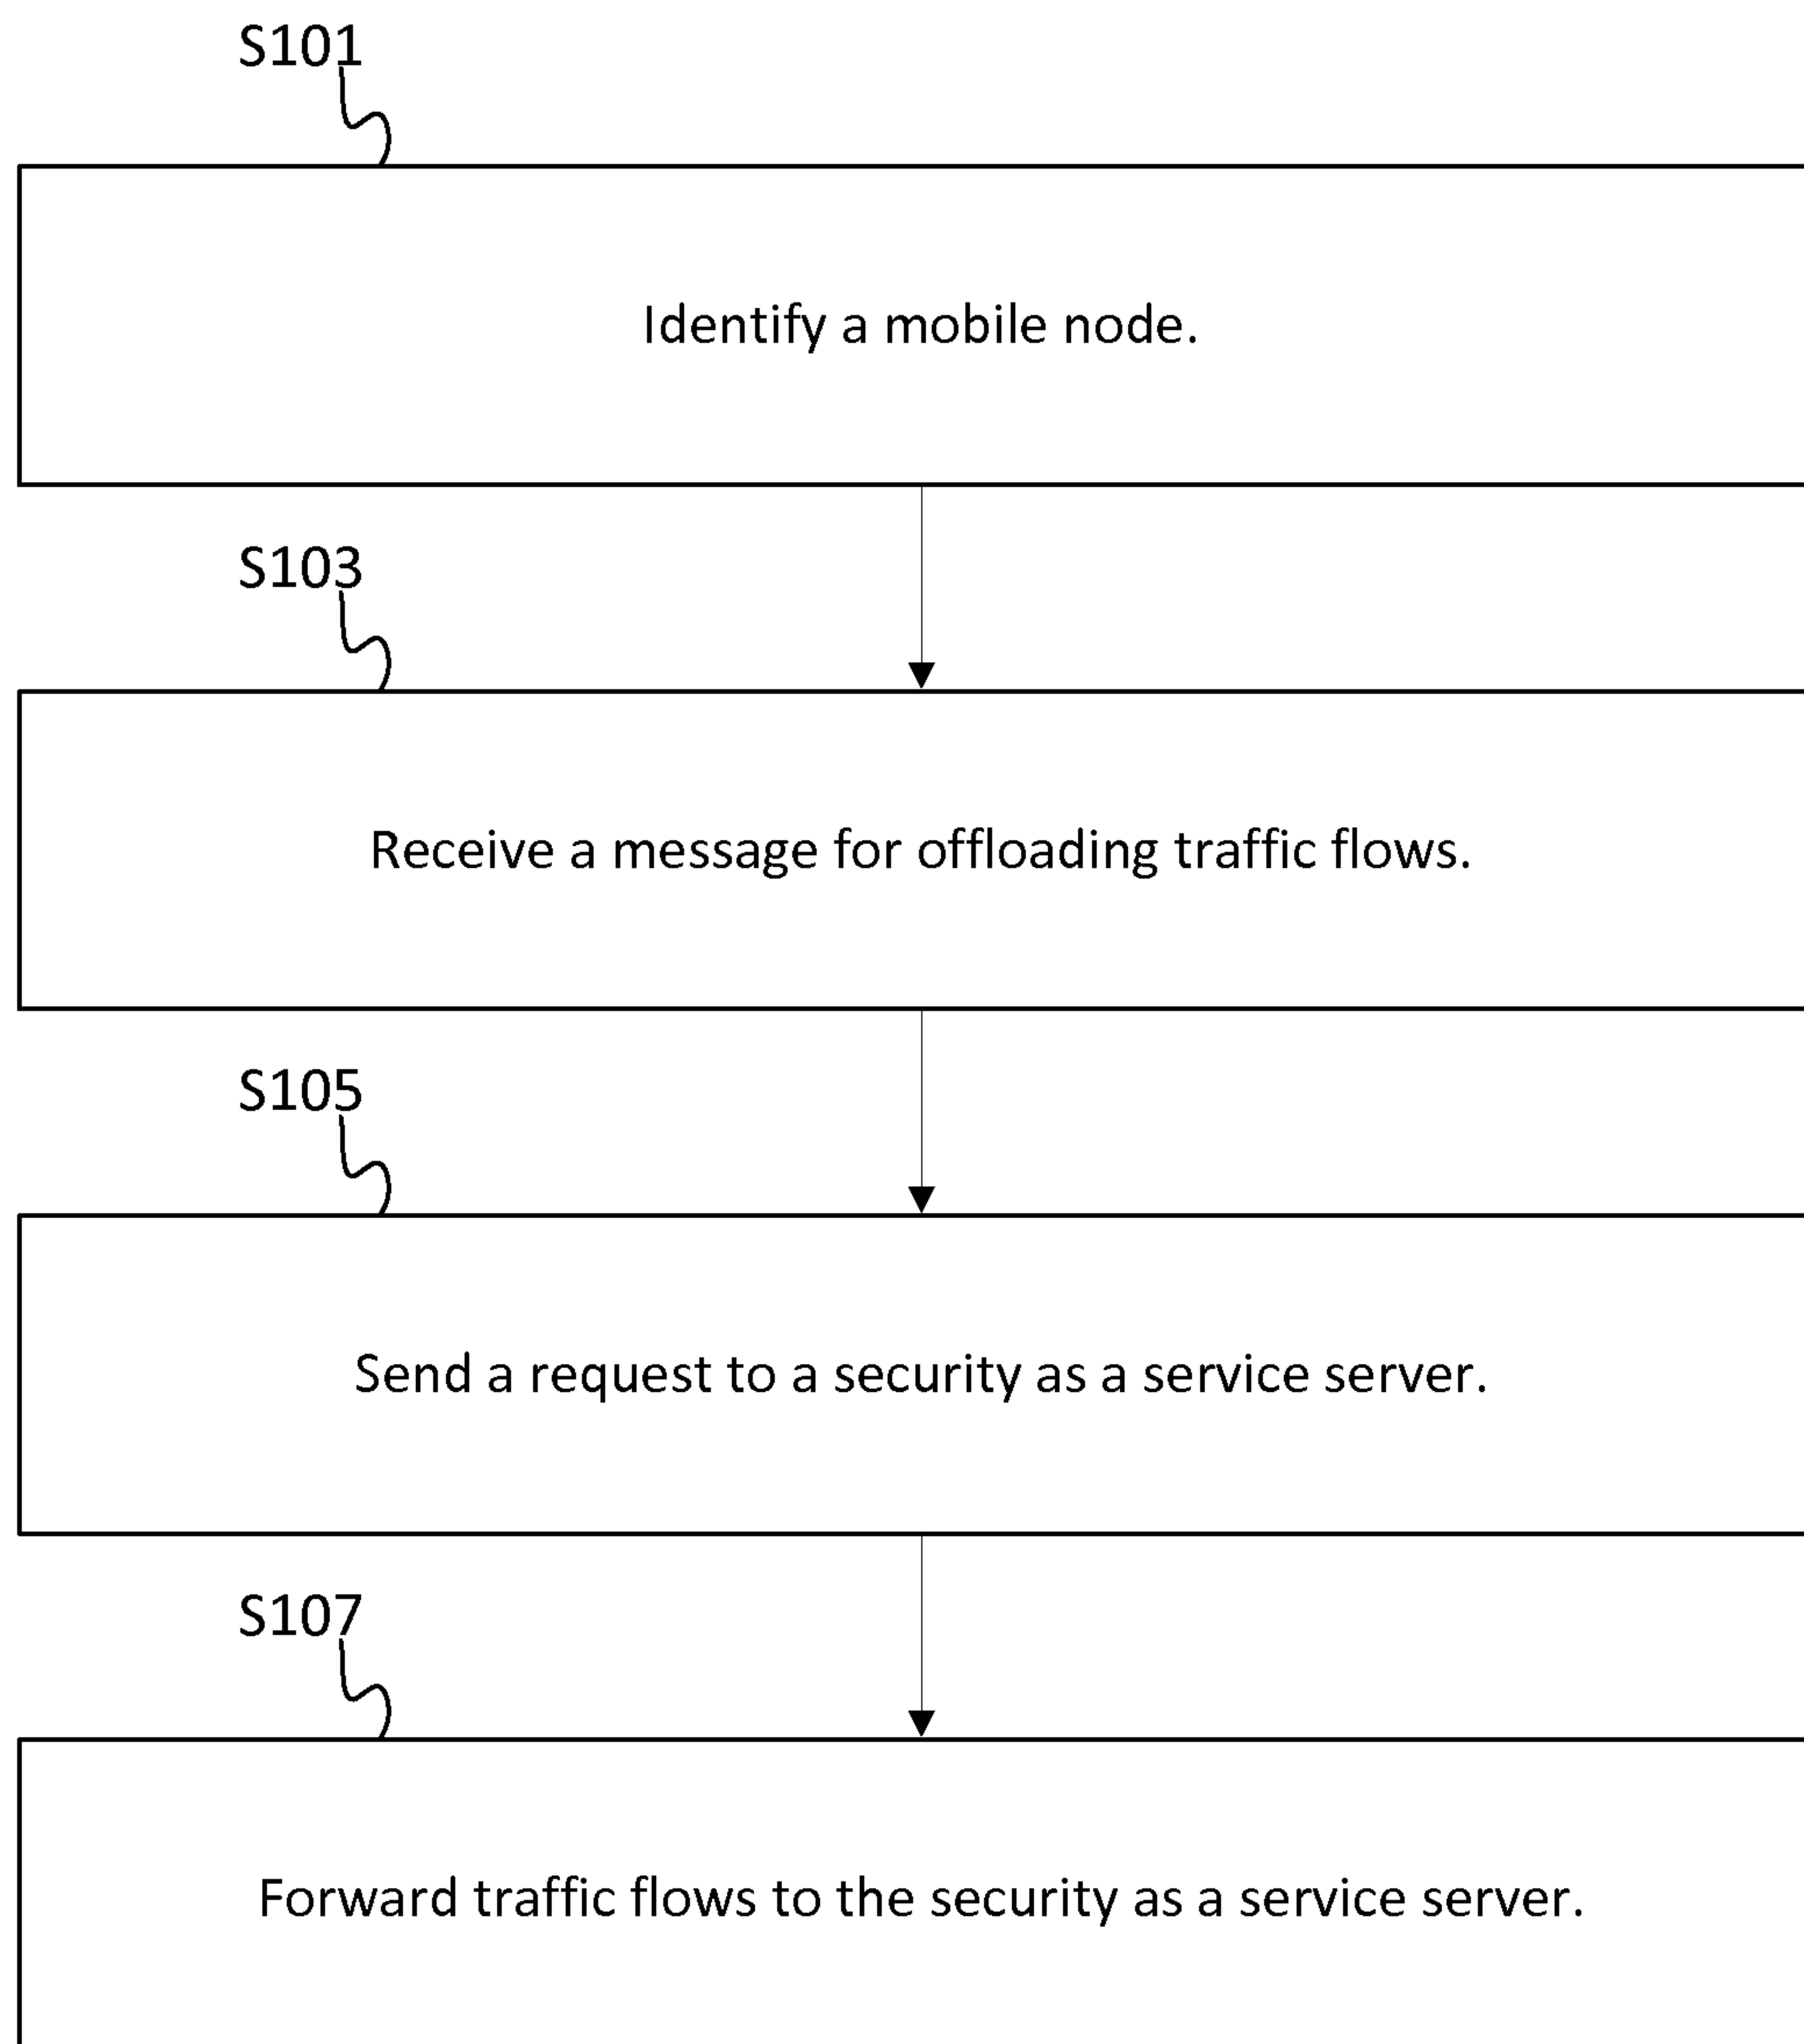 S101
Identify a mobile node.
S103
Receive a message for offloading traffic flows.
S105
Send a request to a security as a service server.
S107
Forward traffic flows to the security as a service server.